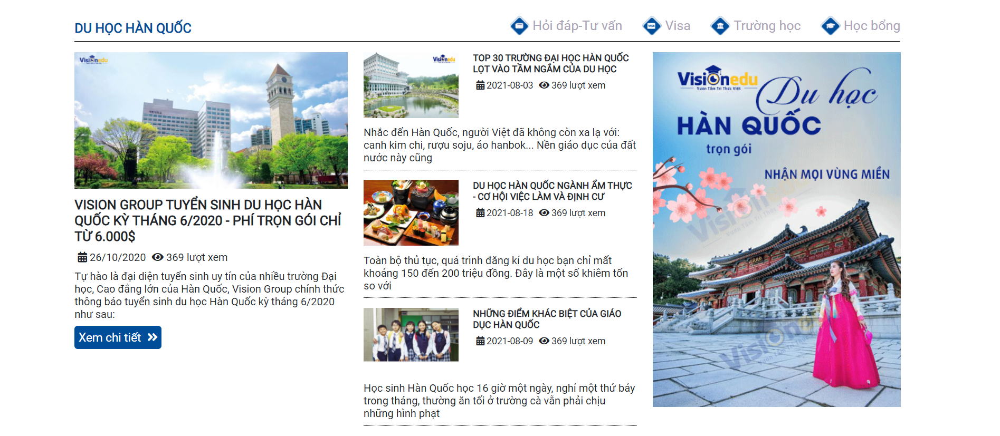 DU HỌC HÀN QUỐC
Hỏi đáp-Tư vấn
VISA
Visa
Trường học
Học bổng
Visionedu
VISION GROUP TUYỂN SINH DU HỌC HÀN
QUỐC KỲ THÁNG 6/2020 - PHÍ TRỌN GÓI CHỈ
TỪ 6.000$
26/10/2020 369 lượt xem
Tự hào là đại diện tuyển sinh uy tín của nhiều trường Đại
học, Cao đẳng lớn của Hàn Quốc, Vision Group chính thức
thông báo tuyển sinh du học Hàn Quốc kỳ tháng 6/2020
như sau:
Xem chi tiết
Visionedu
TOP 30 TRƯỜNG ĐẠI HỌC HÀN QUỐC
LỌT VÀO TẦM NGẮM CỦA DU HỌC
2021-08-03 369 lượt xem
Nhắc đến Hàn Quốc, người Việt đã không còn xa lạ với:
canh kim chi, rượu soju, áo hanbok... Nền giáo dục của đất
nước này cũng
DU HỌC HÀN QUỐC NGÀNH ẨM THỰC
- CƠ HỘI VIỆC LÀM VÀ ĐỊNH CƯ
2021-08-18 369 lượt xem
Toàn bộ thủ tục, quá trình đăng kí du học bạn chỉ mất
khoảng 150 đến 200 triệu đồng. Đây là một số khiêm tốn
so với
NHỮNG ĐIỂM KHÁC BIỆT CỦA GIÁO
DỤC HÀN QUỐC
2021-08-09 369 lượt xem
Học sinh Hàn Quốc học 16 giờ một ngày, nghỉ một thứ bảy
trong tháng, thường ăn tối ở trường cà vẫn phải chịu
những hình phạt
Visionedu
Vươn Tầm Trí Thức Việt
Du học
HÀN QUỐC
trọn gói
NHẬN MỌI VÙNG MIỀN